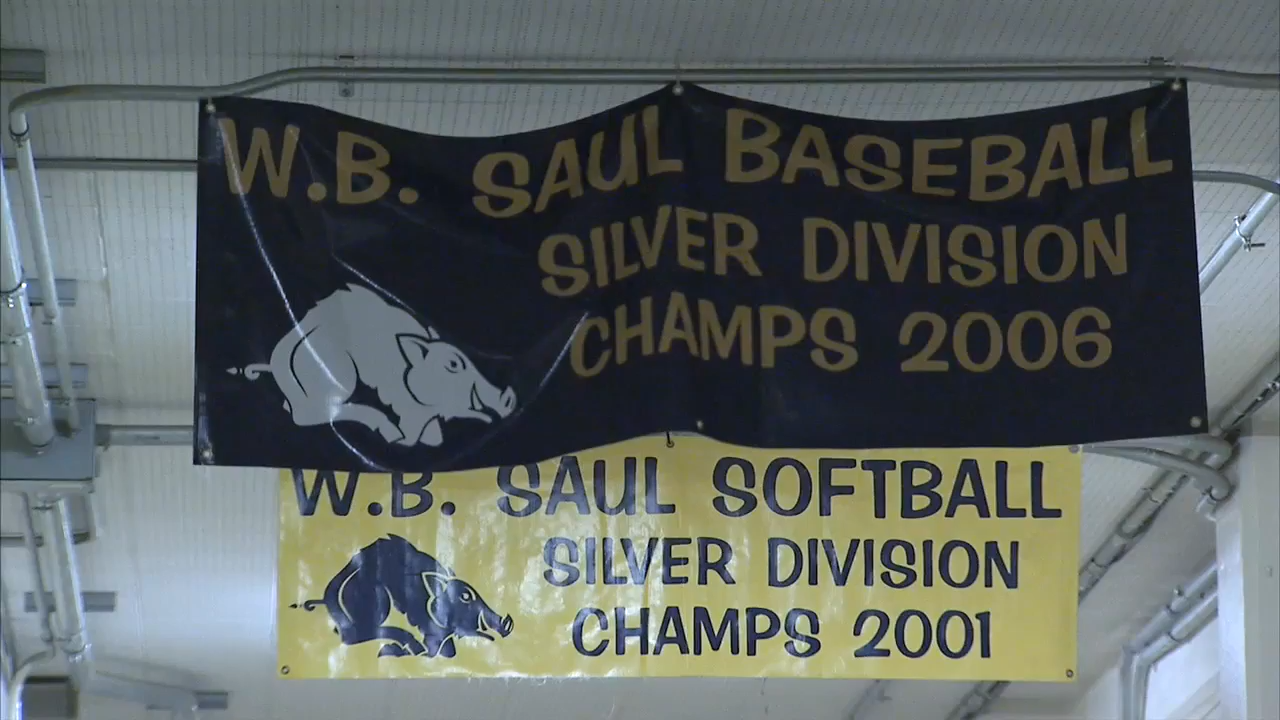 W.B. SAUL BASEBALL
SILVER DIVISION
CHAMPS 2006
W.B. SAUL SOFTBALL
SILVER DIVISION
CHAMPS 2001